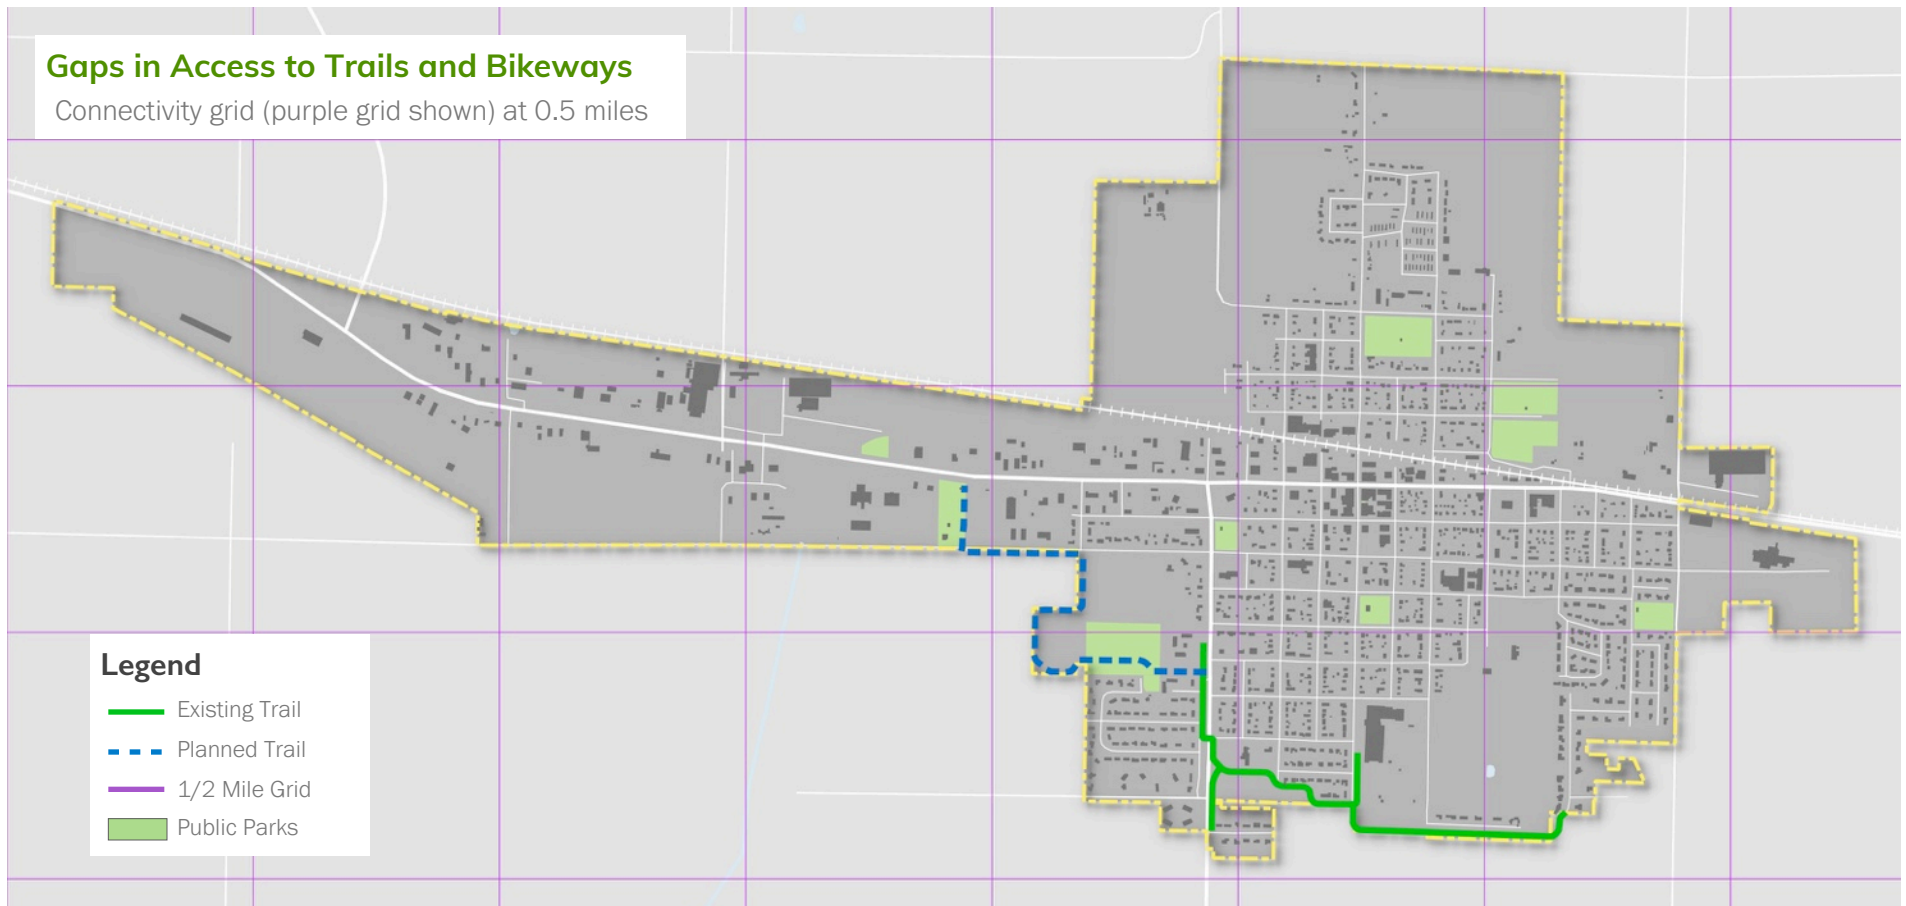 Gaps in Access to Trails and Bikeways
Connectivity grid (purple grid shown) at 0.5 miles
Legend
Existing Trail
Planned Trail
1/2 Mile Grid
Public Parks